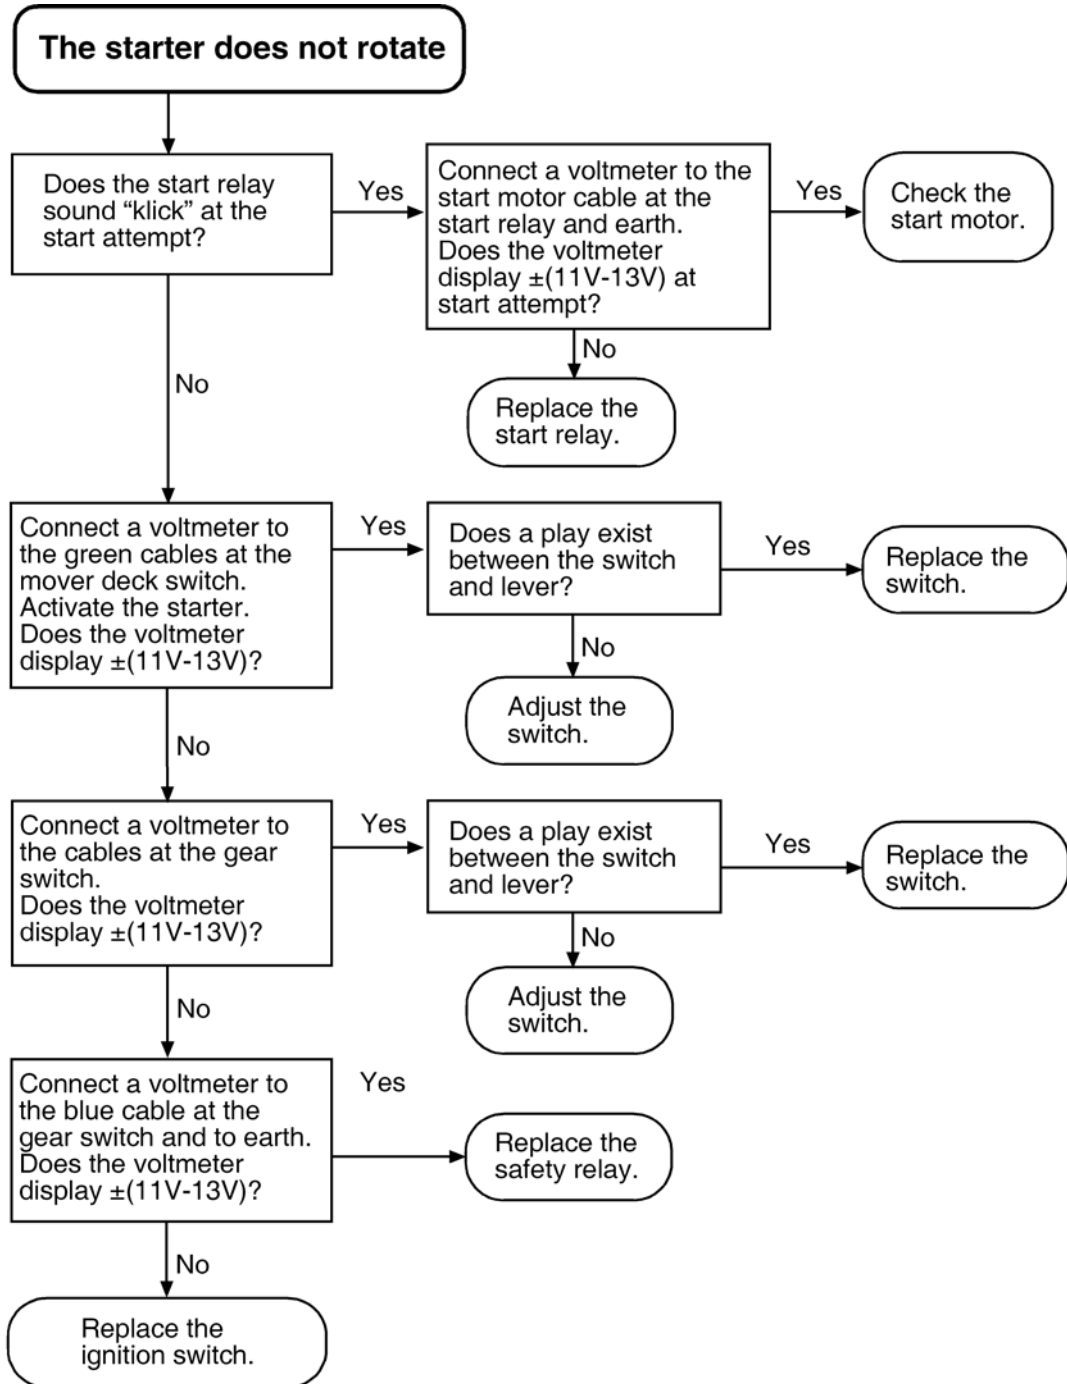 The starter does not rotate
Does the start relay
sound “klick” at the
start attempt?
Yes
Connect a voltmeter to the
start motor cable at the
start relay and earth.
Does the voltmeter
display ±(11V-13V) at
start attempt?
Yes
Check the
start motor.
No
Replace the
start relay.
No
Connect a voltmeter to
the green cables at the
mover deck switch.
Activate the starter.
Does the voltmeter
display ±(11V-13V)?
Yes
Does a play exist
between the switch
and lever?
Yes
Replace the
switch.
No
Adjust the
switch.
No
Connect a voltmeter to
the cables at the gear
switch.
Does the voltmeter
display ±(11V-13V)?
Yes
Does a play exist
between the switch
and lever?
Yes
Replace the
switch.
No
Adjust the
switch.
No
Connect a voltmeter to
the blue cable at the
gear switch and to earth.
Does the voltmeter
display ±(11V-13V)?
Yes
Replace the
safety relay.
No
Replace the
ignition switch.